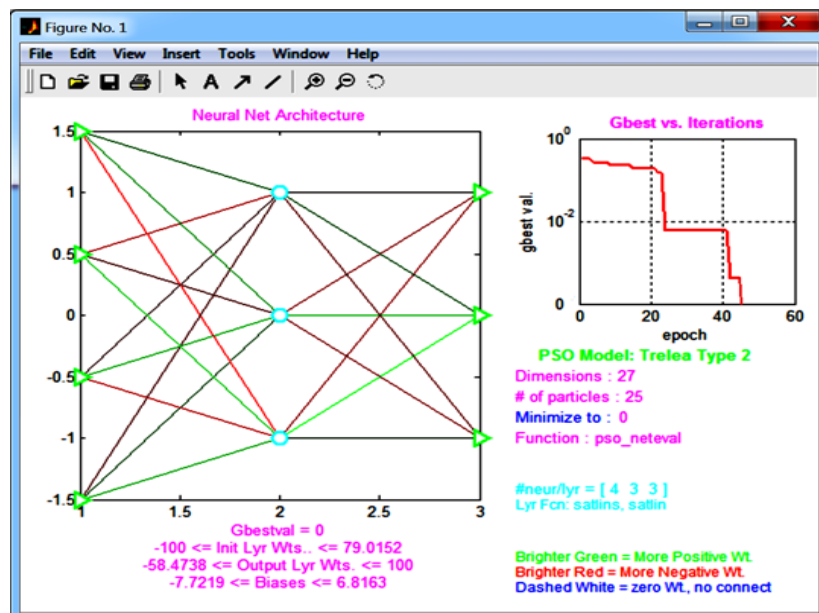 Figure No. 1
File Edit View Insert Tools Window Help
Neural Net Architecture
1.5
1
0.5
0
-0.5
-1
-1.5
1 1.5 2 2.5 3
Gbestval = 0
-100 <= Init Lyr Wts.. <= 79.0152
-58.4738 <= Output Lyr Wts. <= 100
-7.7219 <= Biases <= 6.8163
Gbest vs. Iterations
gbest val.
10^0
10^-2
0
0 20 40 60
epoch
PSO Model: Trelea Type 2
Dimensions : 27
# of particles : 25
Minimize to : 0
Function : pso_neteval
#neur/lyr = [ 4 3 3 ]
Lyr Fcn: satlins, satlin
Brighter Green = More Positive Wt.
Brighter Red = More Negative Wt.
Dashed White = zero Wt., no connect